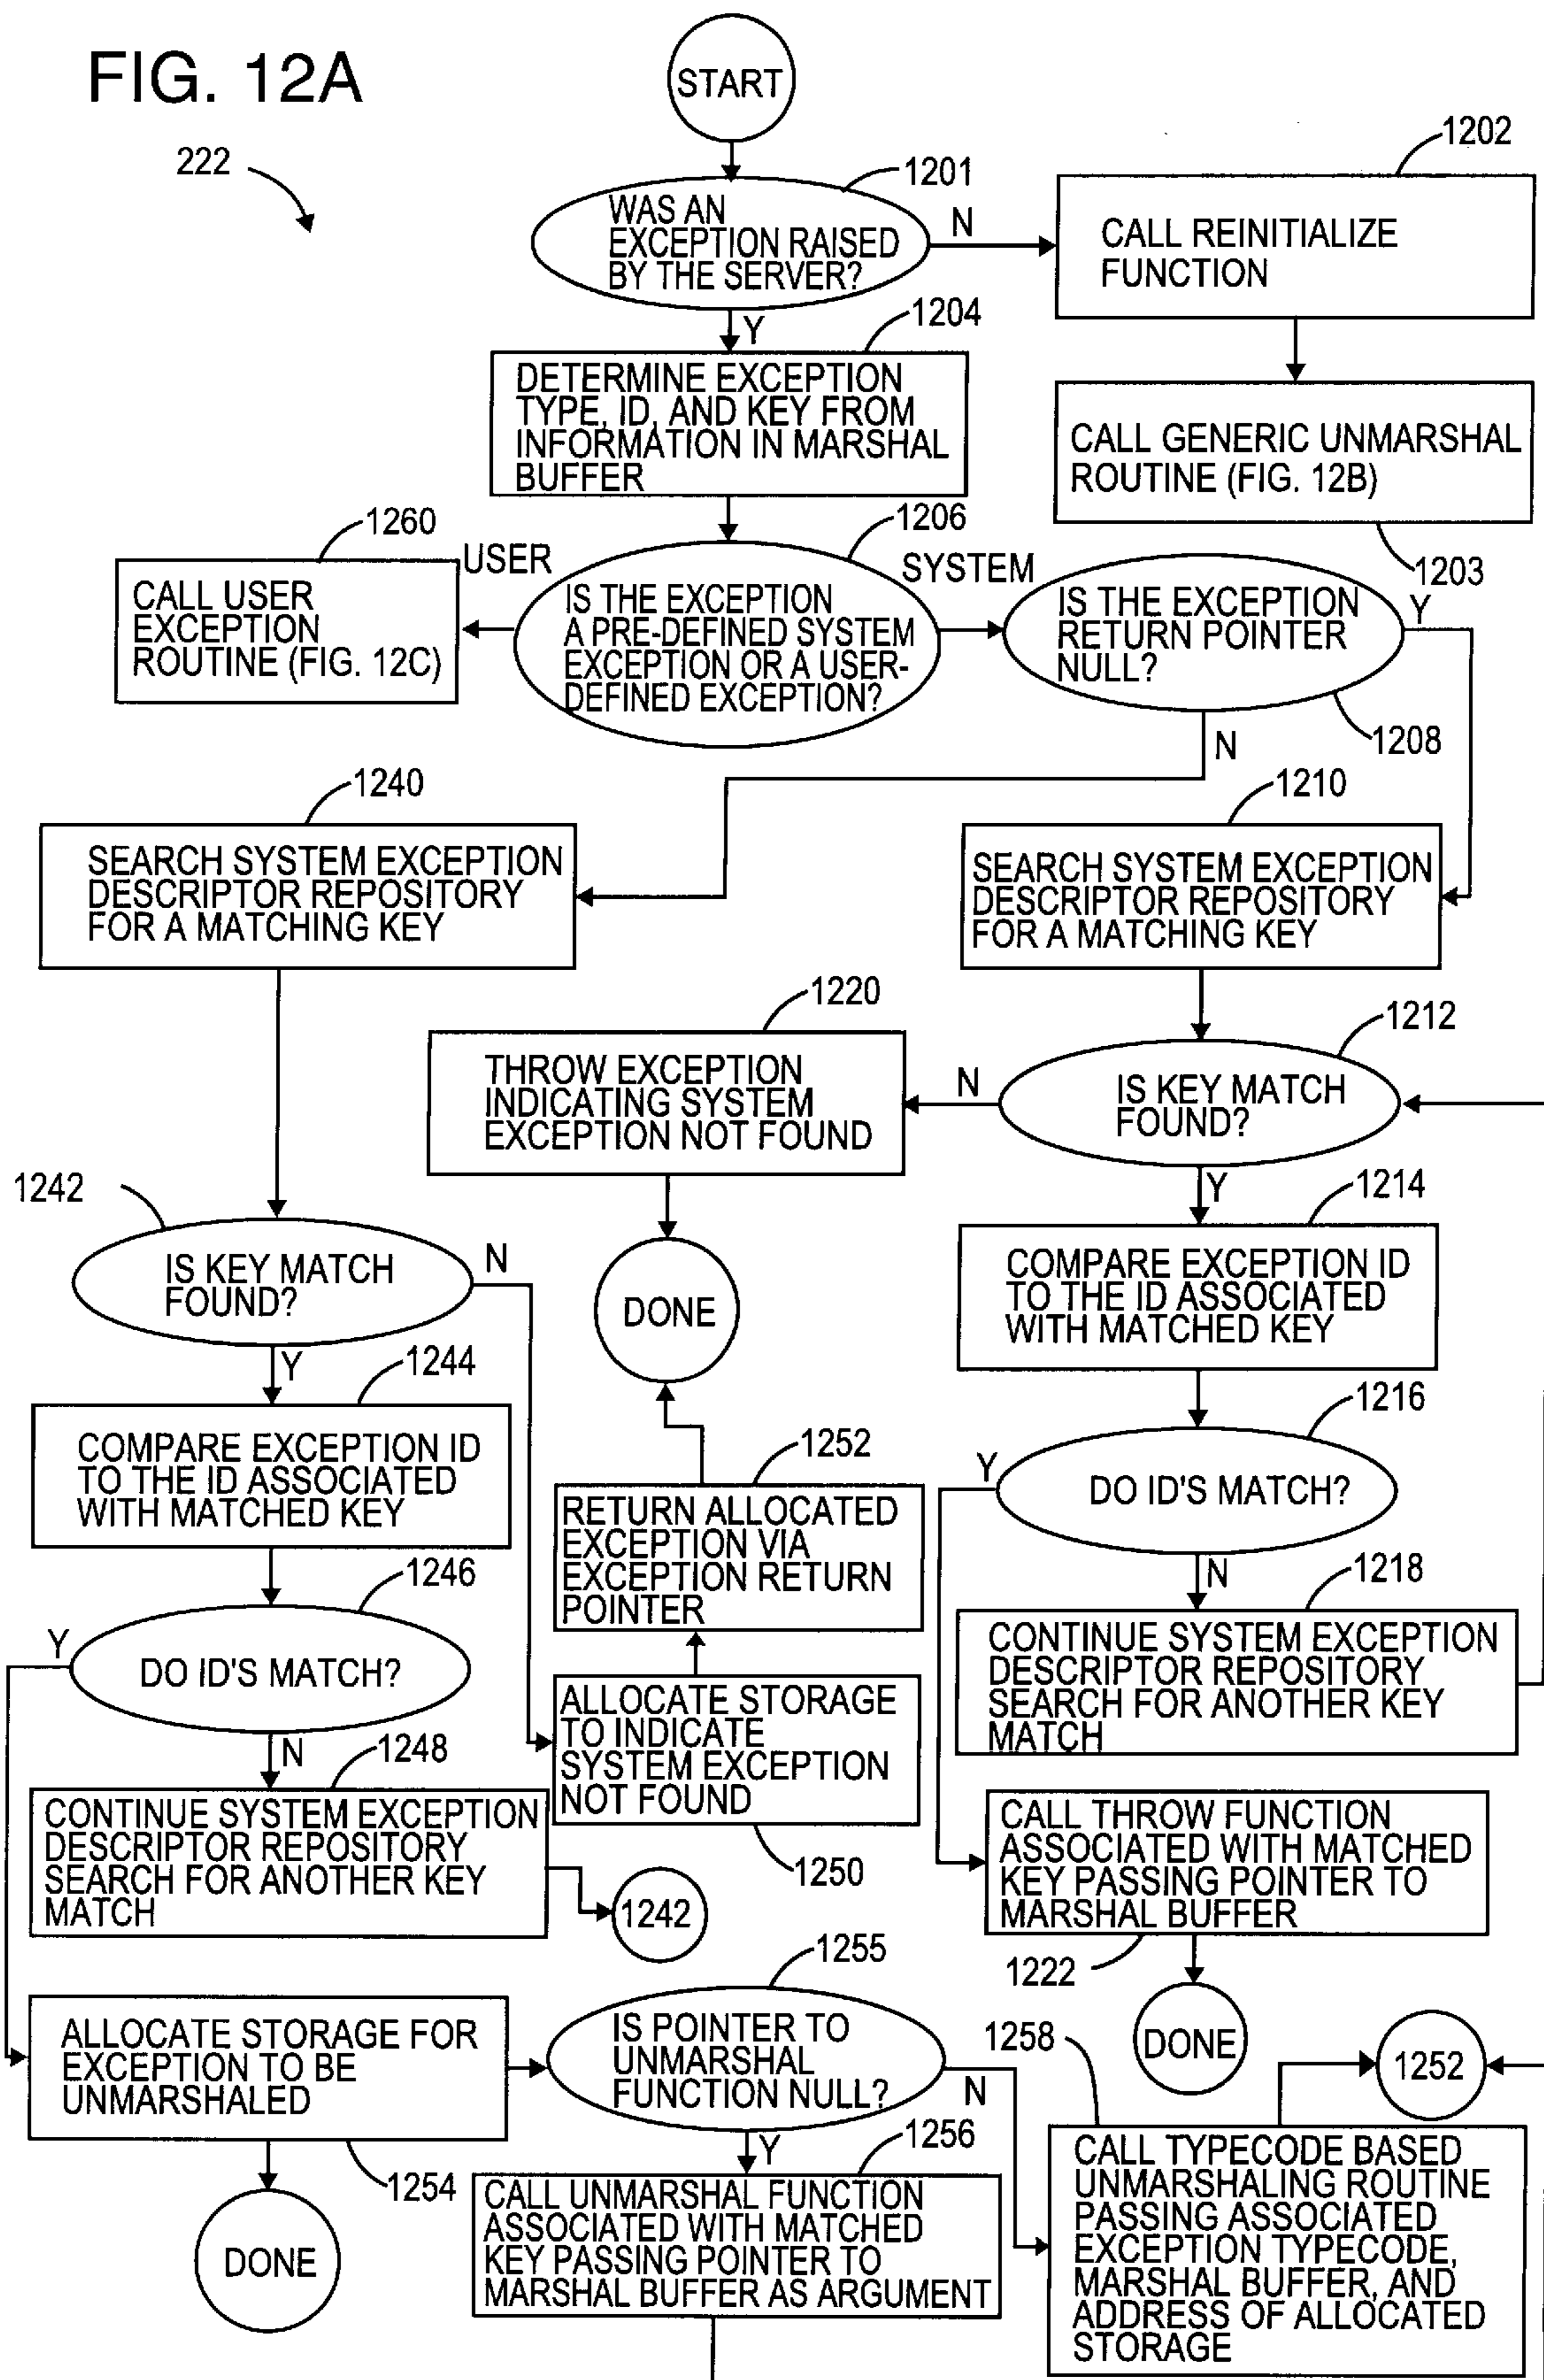 FIG. 12A
START
222
1201
1202
WAS AN
EXCEPTION RAISED
BY THE SERVER?
N
CALL REINITIALIZE
FUNCTION
Y
1204
DETERMINE EXCEPTION
TYPE, ID, AND KEY FROM
INFORMATION IN MARSHAL
BUFFER
CALL GENERIC UNMARSHAL
ROUTINE (FIG. 12B)
1203
1260
USER
1206
SYSTEM
CALL USER
EXCEPTION
ROUTINE (FIG. 12C)
IS THE EXCEPTION
A PRE-DEFINED SYSTEM
EXCEPTION OR A USER-
DEFINED EXCEPTION?
IS THE EXCEPTION
RETURN POINTER
NULL?
Y
1208
N
1240
1210
SEARCH SYSTEM EXCEPTION
DESCRIPTOR REPOSITORY
FOR A MATCHING KEY
SEARCH SYSTEM EXCEPTION
DESCRIPTOR REPOSITORY
FOR A MATCHING KEY
1220
1212
THROW EXCEPTION
INDICATING SYSTEM
EXCEPTION NOT FOUND
N
IS KEY MATCH
FOUND?
Y
1214
1242
IS KEY MATCH
FOUND?
N
DONE
COMPARE EXCEPTION ID
TO THE ID ASSOCIATED
WITH MATCHED KEY
Y
1244
1216
COMPARE EXCEPTION ID
TO THE ID ASSOCIATED
WITH MATCHED KEY
1252
RETURN ALLOCATED
EXCEPTION VIA
EXCEPTION RETURN
POINTER
Y
DO ID'S MATCH?
N
1218
1246
Y
DO ID'S MATCH?
N
1248
ALLOCATE STORAGE
TO INDICATE
SYSTEM EXCEPTION
NOT FOUND
1250
CONTINUE SYSTEM EXCEPTION
DESCRIPTOR REPOSITORY
SEARCH FOR ANOTHER KEY
MATCH
CONTINUE SYSTEM EXCEPTION
DESCRIPTOR REPOSITORY
SEARCH FOR ANOTHER KEY
MATCH
1242
CALL THROW FUNCTION
ASSOCIATED WITH MATCHED
KEY PASSING POINTER TO
MARSHAL BUFFER
1222
DONE
1255
ALLOCATE STORAGE FOR
EXCEPTION TO BE
UNMARSHALED
1254
DONE
IS POINTER TO
UNMARSHAL
FUNCTION NULL?
N
Y
1258
1252
1256
CALL UNMARSHAL FUNCTION
ASSOCIATED WITH MATCHED
KEY PASSING POINTER TO
MARSHAL BUFFER AS ARGUMENT
CALL TYPECODE BASED
UNMARSHALING ROUTINE
PASSING ASSOCIATED
EXCEPTION TYPECODE,
MARSHAL BUFFER, AND
ADDRESS OF ALLOCATED
STORAGE